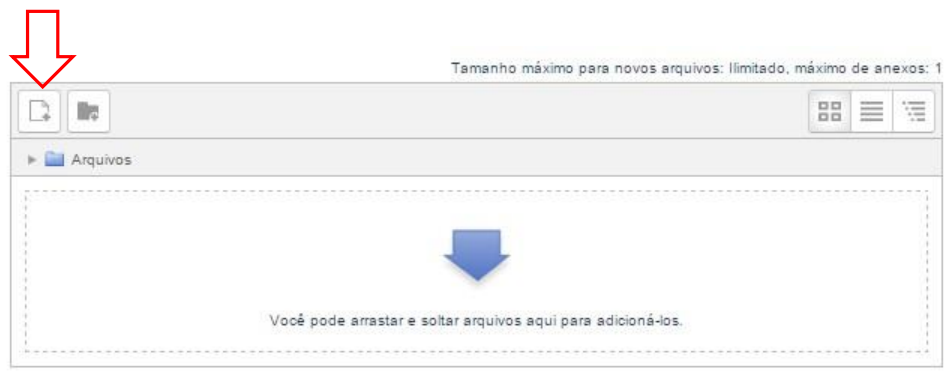 Tamanho máximo para novos arquivos: Ilimitado, máximo de anexos: 1
Arquivos
Você pode arrastar e soltar arquivos aqui para adicioná-los.